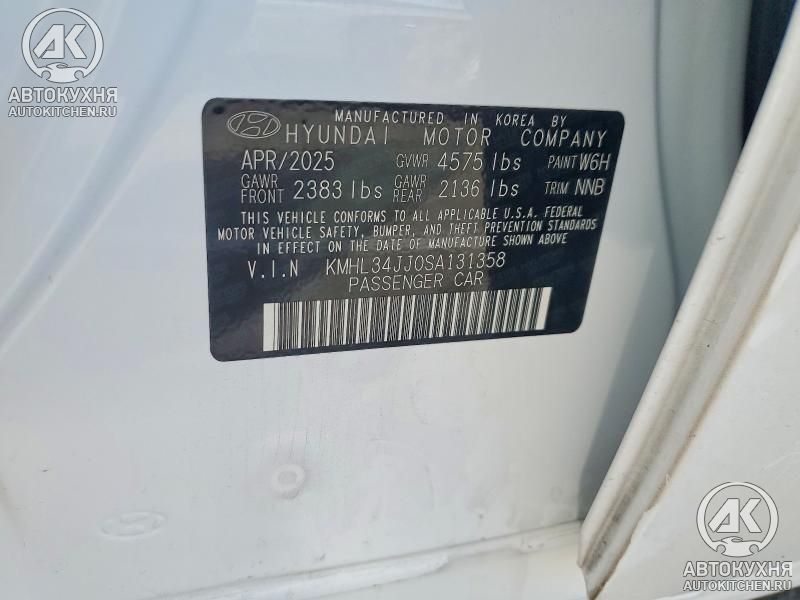 АК
АВТОКУХНЯ
AUTOKITCHEN.RU
MANUFACTURED IN KOREA BY
HYUNDAI MOTOR COMPANY
APR/2025 GVWR 4575 lbs PAINT W6H
GAWR FRONT 2383 lbs GAWR REAR 2136 lbs TRIM NNB
THIS VEHICLE CONFORMS TO ALL APPLICABLE U.S.A. FEDERAL
MOTOR VEHICLE SAFETY, BUMPER, AND THEFT PREVENTION STANDARDS
IN EFFECT ON THE DATE OF MANUFACTURE SHOWN ABOVE.
V.I.N KMHL34JJ0SA131358
PASSENGER CAR
АК
АВТОКУХНЯ
AUTOKITCHEN.RU